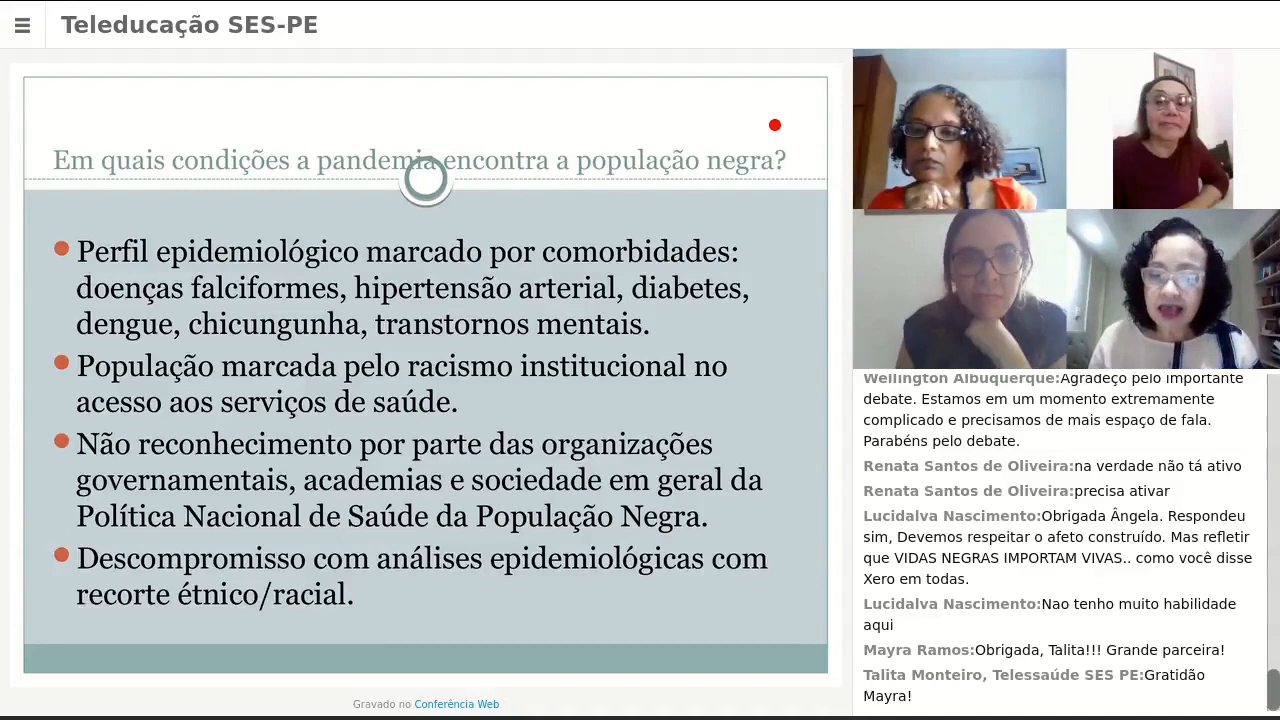 Teleducação SES-PE
Em quais condições a pandemia encontra a população negra?
Perfil epidemiológico marcado por comorbidades:
doenças falciformes, hipertensão arterial, diabetes,
dengue, chicungunha, transtornos mentais.
População marcada pelo racismo institucional no
acesso aos serviços de saúde.
Não reconhecimento por parte das organizações
governamentais, academias e sociedade em geral da
Política Nacional de Saúde da População Negra.
Descompromisso com análises epidemiológicas com
recorte étnico/racial.
Gravado no Conferência Web
Wellington Albuquerque:Agradeço pelo importante
debate. Estamos em um momento extremamente
complicado e precisamos de mais espaço de fala.
Parabéns pelo debate.
Renata Santos de Oliveira:na verdade não tá ativo
Renata Santos de Oliveira:precisa ativar
Lucidalva Nascimento:Obrigada Ângela. Respondeu
sim, Devemos respeitar o afeto construído. Mas refletir
que VIDAS NEGRAS IMPORTAM VIVAS.. como você disse
Xero em todas.
Lucidalva Nascimento:Nao tenho muito habilidade
aqui
Mayra Ramos:Obrigada, Talita!!! Grande parceira!
Talita Monteiro, Telessaúde SES PE:Gratidão
Mayra!